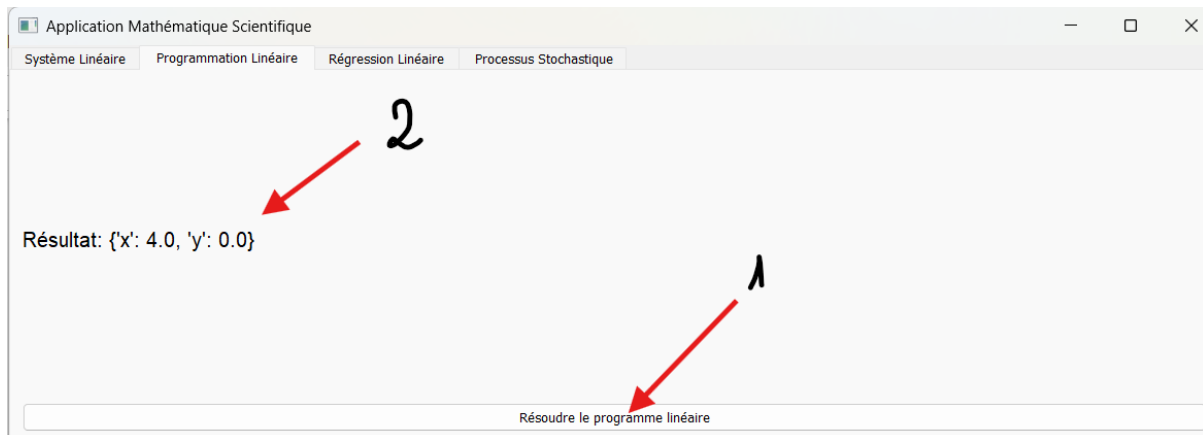 Application Mathématique Scientifique
Système Linéaire Programmation Linéaire Régression Linéaire Processus Stochastique
2
Résultat: {'x': 4.0, 'y': 0.0}
1
Résoudre le programme linéaire